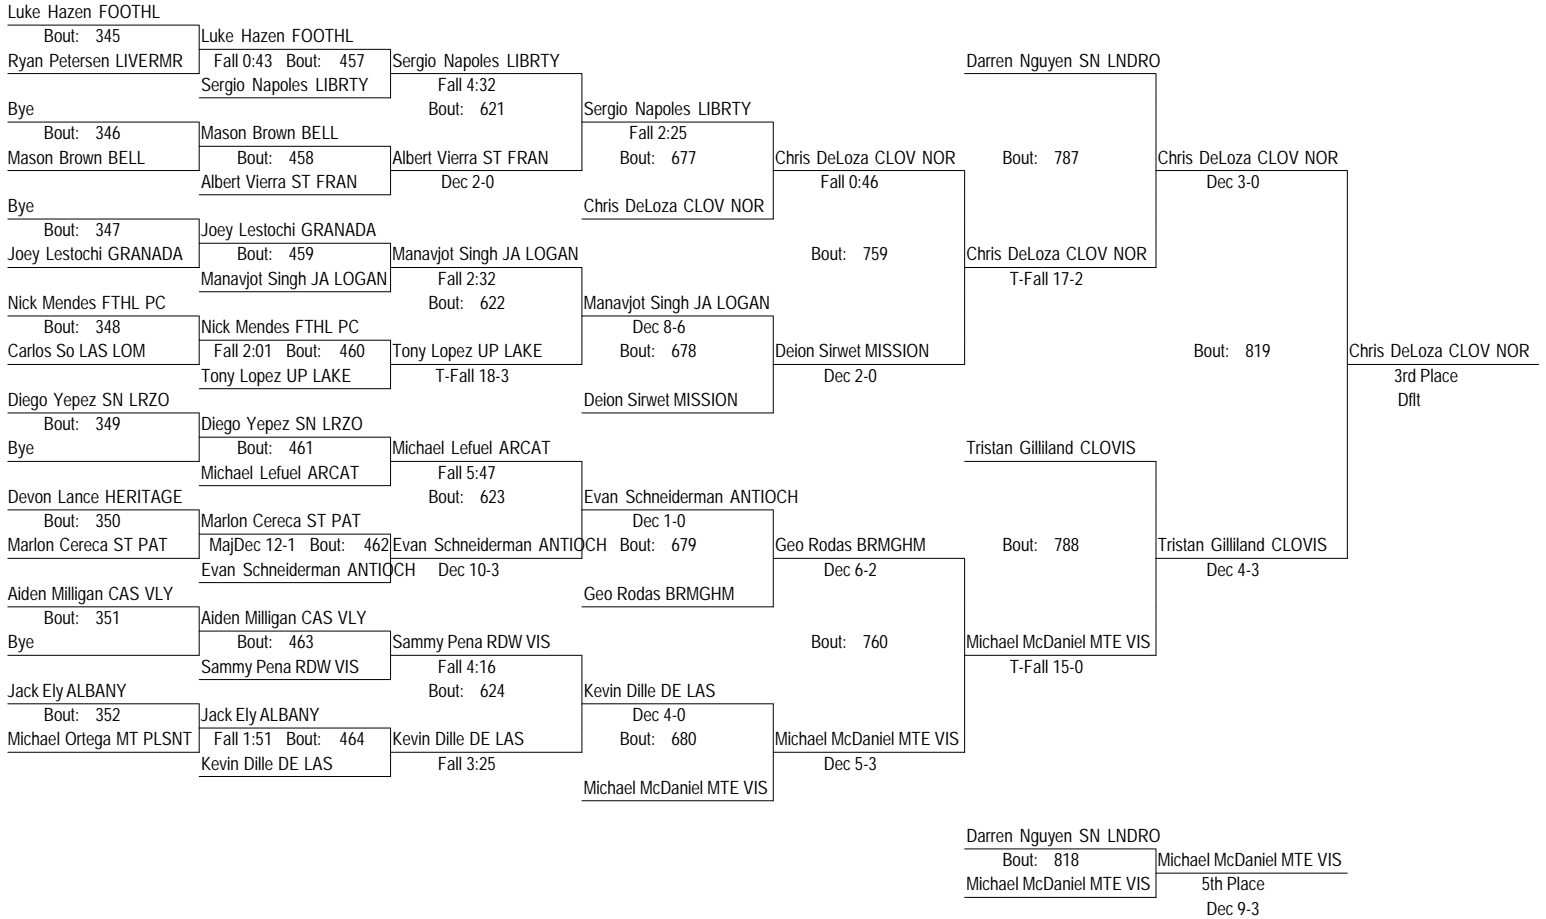 Luke Hazen FOOTHL
Bout: 345 Luke Hazen FOOTHL
Ryan Petersen LIVERMR Fall 0:43 Bout: 457 Sergio Napoles LIBRTY Darren Nguyen SN LNDRO
Sergio Napoles LIBRTY Fall 4:32
Bye Bout: 621 Sergio Napoles LIBRTY
Bout: 346 Mason Brown BELL Fall 2:25
Mason Brown BELL Bout: 458 Albert Vierra ST FRAN Bout: 677 Chris DeLoza CLOV NOR Bout: 787 Chris DeLoza CLOV NOR
Albert Vierra ST FRAN Dec 2-0 Fall 0:46 Dec 3-0
Bye Chris DeLoza CLOV NOR
Bout: 347 Joey Lestochi GRANADA
Joey Lestochi GRANADA Bout: 459 Manavjot Singh JA LOGAN Bout: 759 Chris DeLoza CLOV NOR
Manavjot Singh JA LOGAN Fall 2:32 T-Fall 17-2
Nick Mendes FTHL PC Bout: 622 Manavjot Singh JA LOGAN
Bout: 348 Nick Mendes FTHL PC Dec 8-6
Carlos So LAS LOM Fall 2:01 Bout: 460 Tony Lopez UP LAKE Bout: 678 Deion Sirwet MISSION Bout: 819 Chris DeLoza CLOV NOR
Tony Lopez UP LAKE T-Fall 18-3 Dec 2-0 3rd Place
Diego Yepez SN LRZO Deion Sirwet MISSION Dflt
Bout: 349 Diego Yepez SN LRZO
Bye Bout: 461 Michael Lefuel ARCAT Tristan Gilliland CLOVIS
Michael Lefuel ARCAT Fall 5:47
Devon Lance HERITAGE Bout: 623 Evan Schneiderman ANTIOCH
Bout: 350 Marlon Cereca ST PAT Dec 1-0
Marlon Cereca ST PAT MajDec 12-1 Bout: 462 Evan Schneiderman ANTIOCH Bout: 679 Geo Rodas BRMGHM Bout: 788 Tristan Gilliland CLOVIS
Evan Schneiderman ANTIOCH Dec 10-3 Dec 6-2 Dec 4-3
Aiden Milligan CAS VLY Geo Rodas BRMGHM
Bout: 351 Aiden Milligan CAS VLY
Bye Bout: 463 Sammy Pena RDW VIS Bout: 760 Michael McDaniel MTE VIS
Sammy Pena RDW VIS Fall 4:16 T-Fall 15-0
Jack Ely ALBANY Bout: 624 Kevin Dille DE LAS
Bout: 352 Jack Ely ALBANY Dec 4-0
Michael Ortega MT PLSNT Fall 1:51 Bout: 464 Kevin Dille DE LAS Bout: 680 Michael McDaniel MTE VIS
Kevin Dille DE LAS Fall 3:25 Dec 5-3
Michael McDaniel MTE VIS
Darren Nguyen SN LNDRO
Bout: 818 Michael McDaniel MTE VIS
Michael McDaniel MTE VIS 5th Place
Dec 9-3